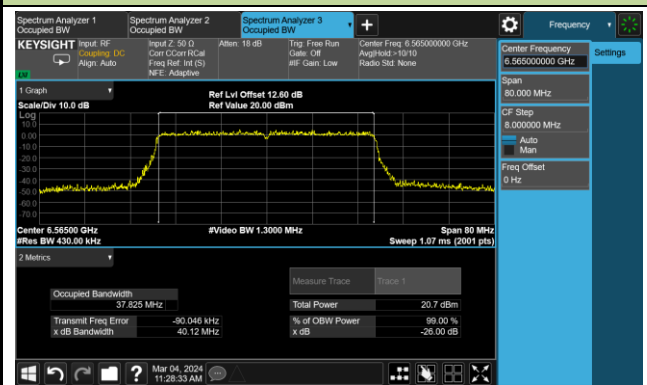 Spectrum Analyzer 1
Occupied BW
Spectrum Analyzer 2
Occupied BW
Spectrum Analyzer 3
Occupied BW
Frequency
KEYSIGHT
Input: RF
Coupling: DC
Align: Auto
Input Z: 50 Ω
Corr CCorr RCal
Freq Ref: Int (S)
NFE: Adaptive
Atten: 18 dB
Trig: Free Run
Gate: Off
#IF Gain: Low
Center Freq: 6.565000000 GHz
Avg|Hold:>10/10
Radio Std: None
Center Frequency
6.565000000 GHz
Settings
Span
80.000 MHz
CF Step
8.000000 MHz
Auto
Man
Freq Offset
0 Hz
1 Graph
Scale/Div 10.0 dB
Ref Lvl Offset 12.60 dB
Ref Value 20.00 dBm
Log
10.0
0.00
-10.0
-20.0
-30.0
-40.0
-50.0
-60.0
-70.0
Center 6.56500 GHz
#Res BW 430.00 kHz
#Video BW 1.3000 MHz
Span 80 MHz
Sweep 1.07 ms (2001 pts)
2 Metrics
Measure Trace
Trace 1
Occupied Bandwidth
37.825 MHz
Total Power
20.7 dBm
Transmit Freq Error
-90.046 kHz
% of OBW Power
99.00 %
x dB Bandwidth
40.12 MHz
x dB
-26.00 dB
?
Mar 04, 2024
11:28:33 AM